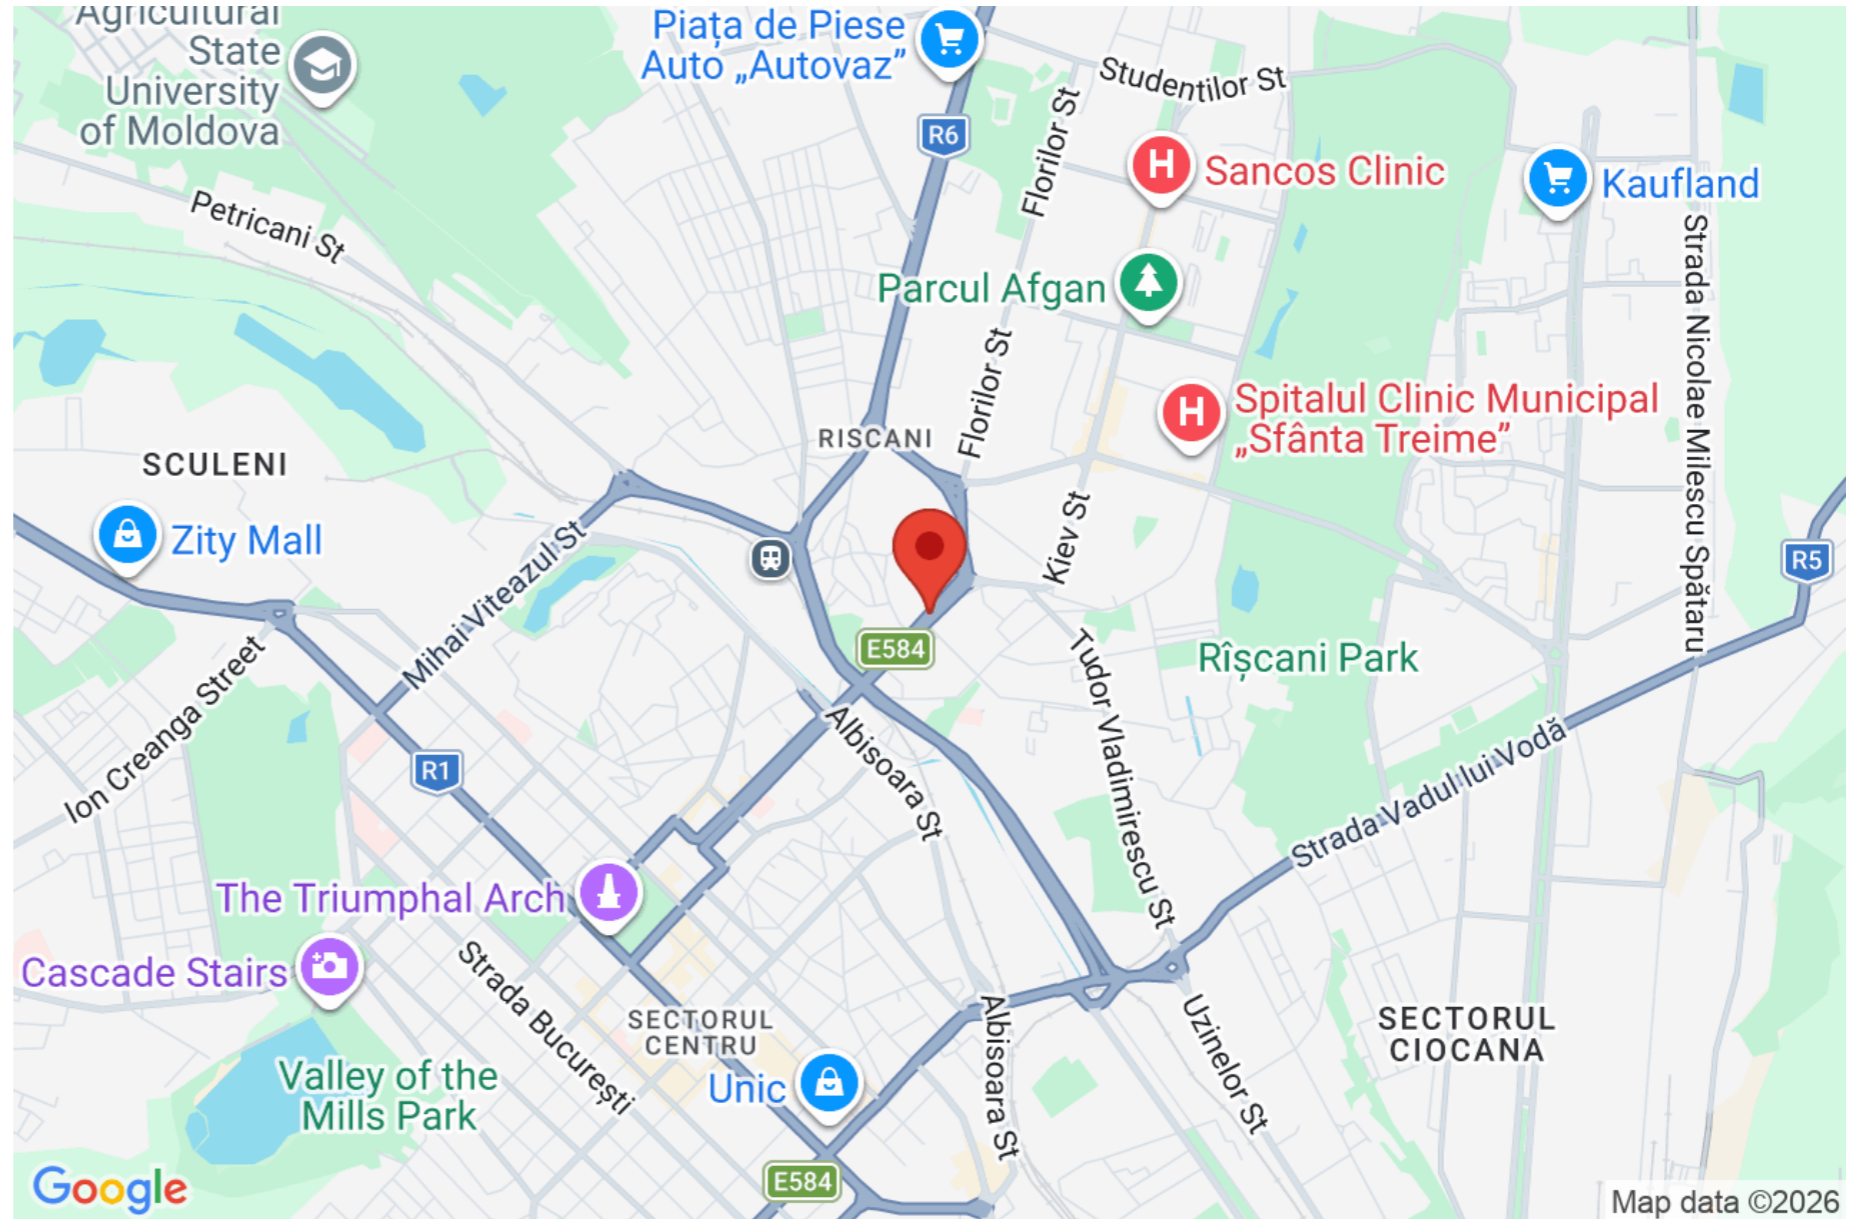 Agricultural
State
University
of Moldova
Piața de Piese
Auto „Autovaz”
R6
Studentilor St
Florilor St
Sancos Clinic
Kaufland
Petricani St
Parcul Afgan
Strada Nicolae Milescu Spătaru
Florilor St
Spitalul Clinic Municipal
„Sfânta Treime”
RISCANI
SCULENI
Zity Mall
Mihai Viteazul St
Kiev St
R5
E584
Ion Creanga Street
Tudor Vladimirescu St
Rîșcani Park
R1
Albisoara St
Strada Vadul lui Vodă
The Triumphal Arch
Cascade Stairs
Strada București
SECTORUL
CENTRU
Albisoara St
Uzinelor St
SECTORUL
CIOCANA
Valley of the
Mills Park
Unic
E584
Google
Map data ©2026